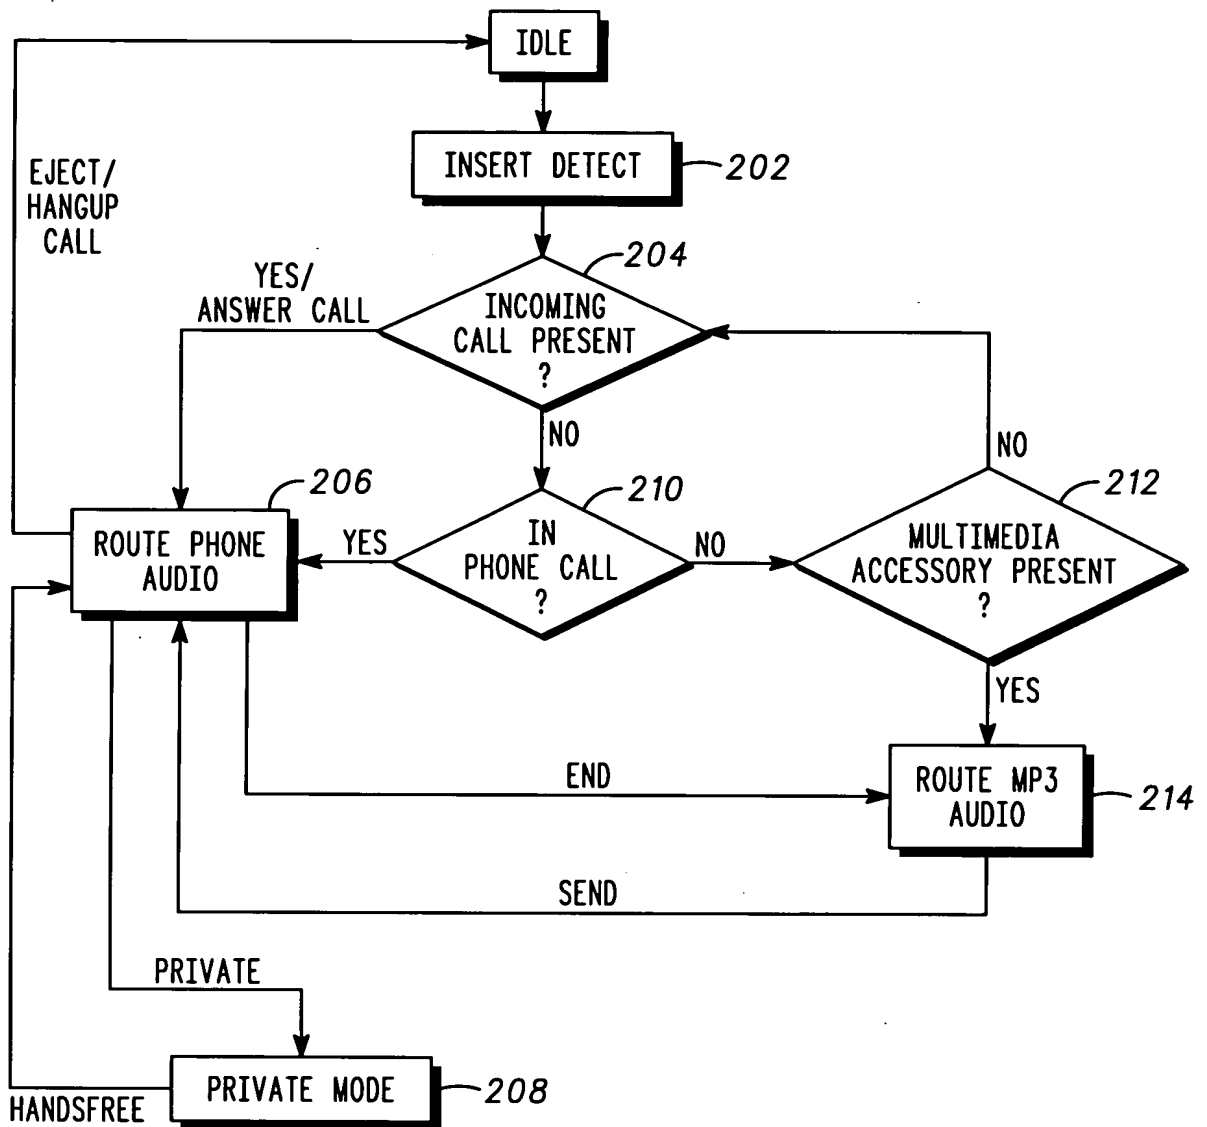 IDLE
INSERT DETECT
202
EJECT/
HANGUP
CALL
204
YES/
ANSWER CALL
INCOMING
CALL PRESENT
?
NO
NO
206
210
212
ROUTE PHONE
AUDIO
YES
IN
PHONE CALL
?
NO
MULTIMEDIA
ACCESSORY PRESENT
?
YES
END
ROUTE MP3
AUDIO
214
SEND
PRIVATE
PRIVATE MODE
208
HANDSFREE